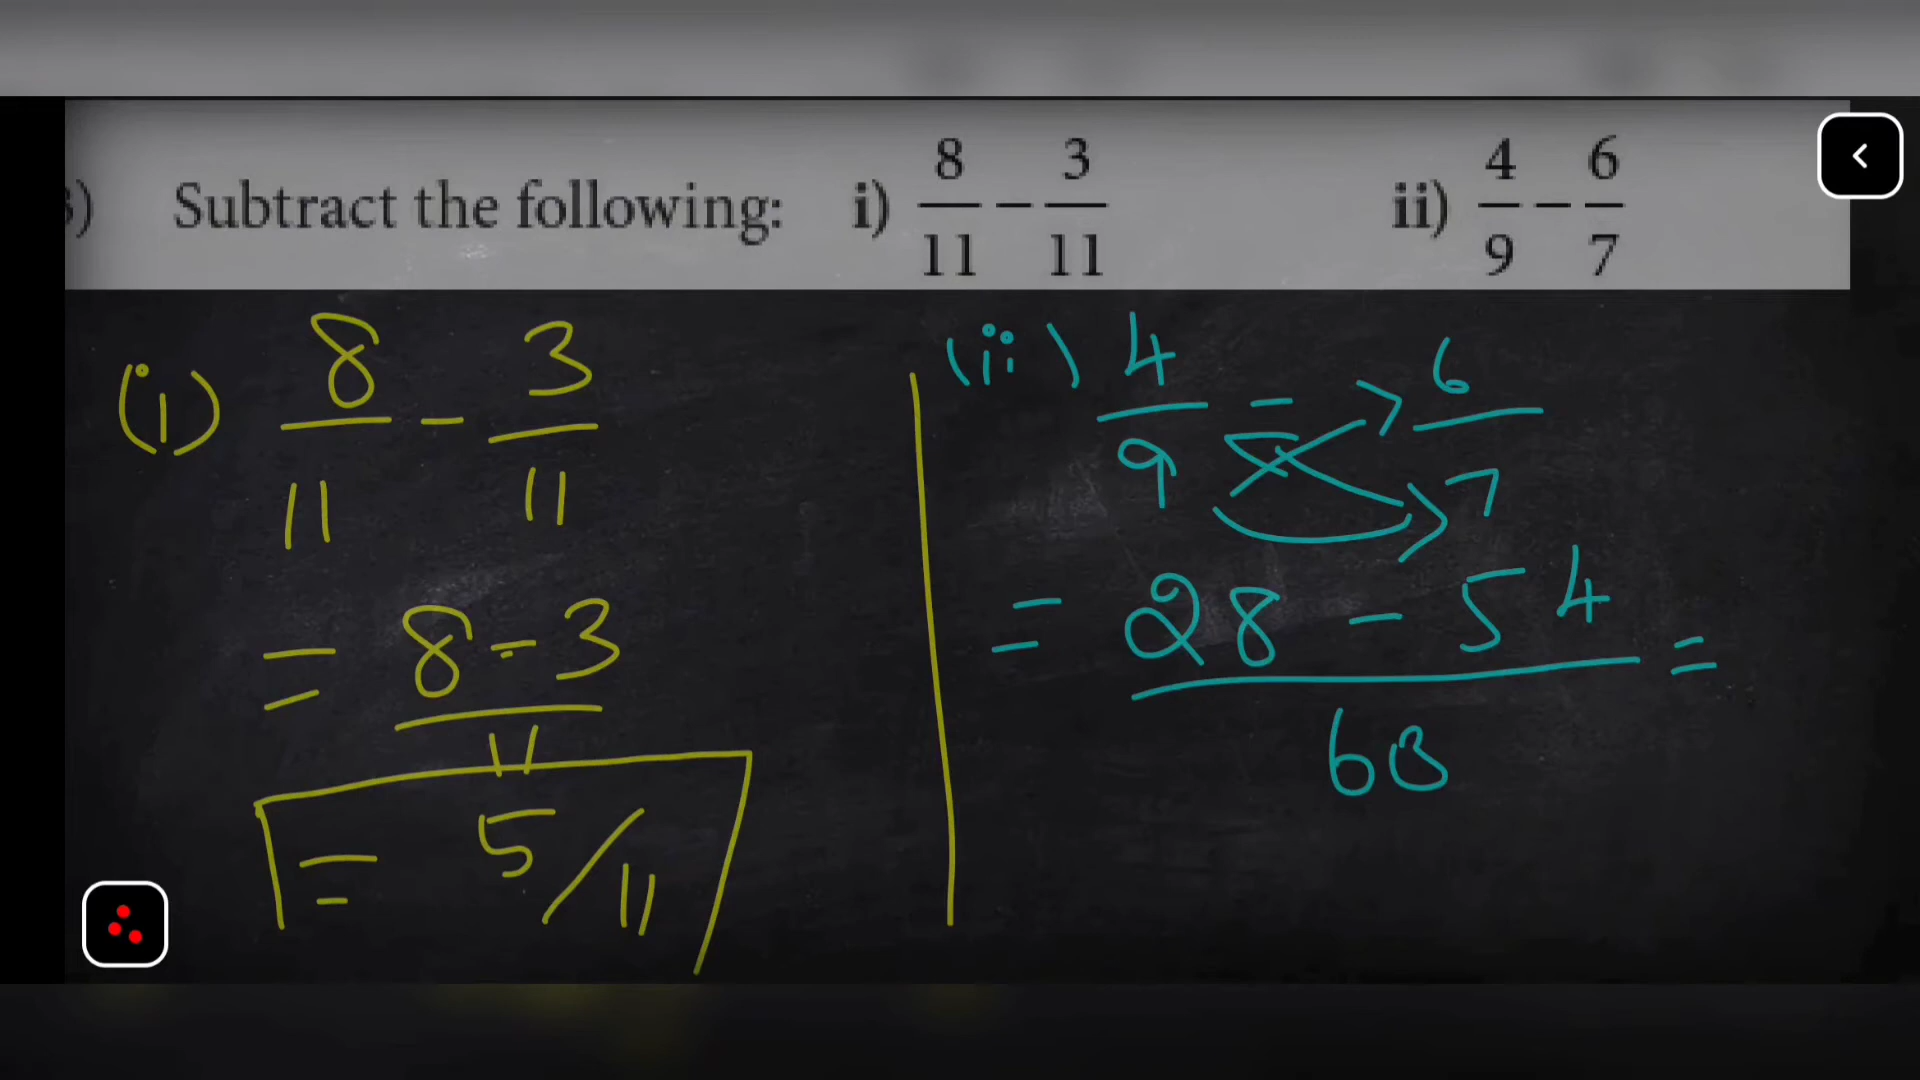 3) Subtract the following: i) 8/11 - 3/11 ii) 4/9 - 6/7
(i) 8/11 - 3/11
= 8-3/11
= 5/11
(ii) 4/9 - 6/7
= 28 - 54/63 =